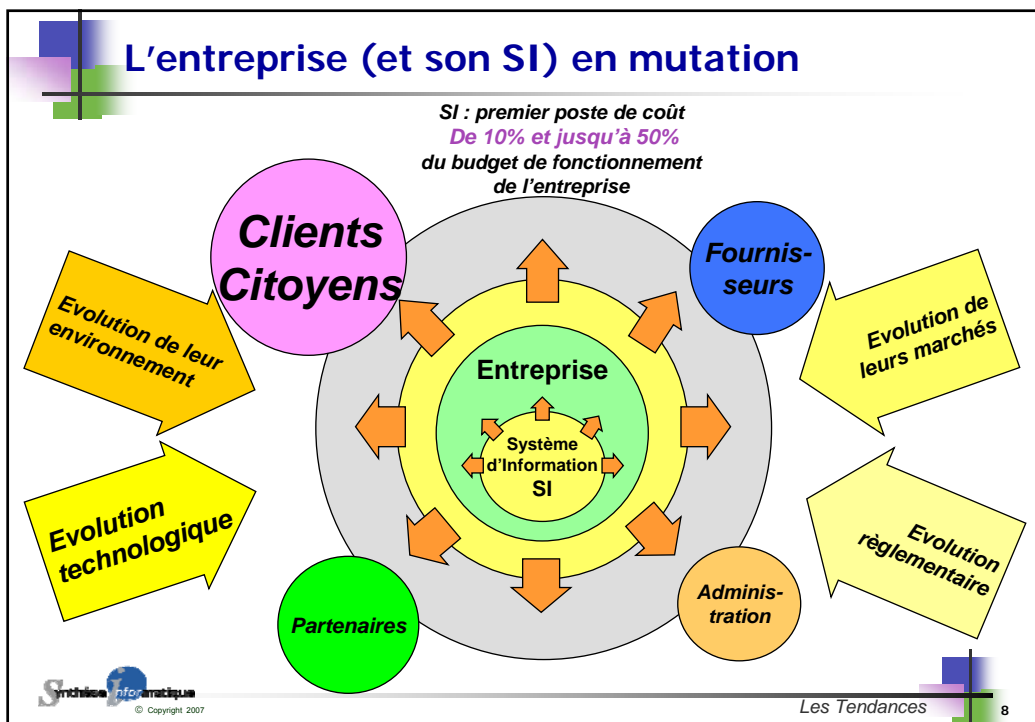 L'entreprise (et son SI) en mutation
SI : premier poste de coût
De 10% et jusqu'à 50%
du budget de fonctionnement
de l'entreprise
Clients
Citoyens
Fournis-
seurs
Evolution de leur
environnement
Evolution de
leurs marchés
Entreprise
Système
d'Information
SI
Evolution
technologique
Evolution
règlementaire
Partenaires
Adminis-
tration
Synthèse Informatique
© Copyright 2007
Les Tendances
8